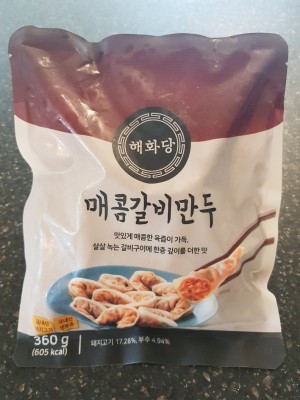 해화당
매콤갈비만두
맛있게 매콤한 육즙이 가득,
살살 녹는 갈비구이에 한층 깊이를 더한 맛
360 g
(605 kcal)
돼지고기 17.28%, 부추 4.94%